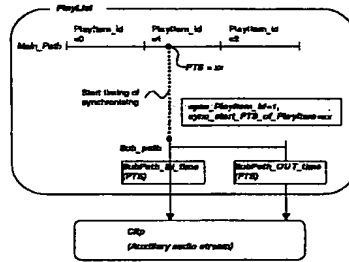 PlayList
PlayItem_id =0
PlayItem_id =1
PlayItem_id =2
Main_Path
PTS = xx
Start timing of synchronizing
sync_PlayItem_id=1,
sync_start_PTS_of_PlayItem=xx
Sub_path
SubPath_IN_time (PTS)
SubPath_OUT_time (PTS)
Clip
(Auxiliary audio stream)